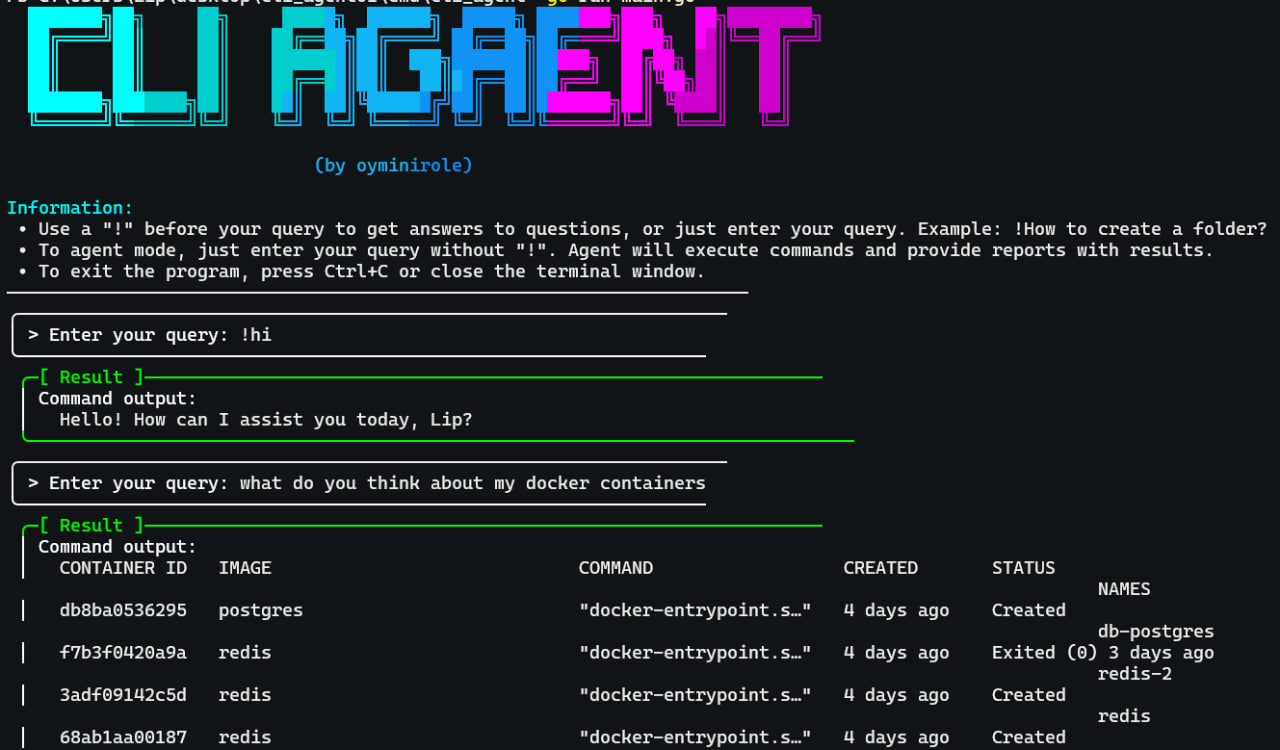 CLI AGAENT
(by oyminirole)
Information:
• Use a "!" before your query to get answers to questions, or just enter your query. Example: !How to create a folder?
• To agent mode, just enter your query without "!". Agent will execute commands and provide reports with results.
• To exit the program, press Ctrl+C or close the terminal window.
> Enter your query: !hi
[ Result ]
Command output:
Hello! How can I assist you today, Lip?
> Enter your query: what do you think about my docker containers
[ Result ]
Command output:
CONTAINER ID IMAGE COMMAND CREATED STATUS
NAMES
db8ba0536295 postgres "docker-entrypoint.s…" 4 days ago Created
db-postgres
f7b3f0420a9a redis "docker-entrypoint.s…" 4 days ago Exited (0) 3 days ago
redis-2
3adf09142c5d redis "docker-entrypoint.s…" 4 days ago Created
redis
68ab1aa00187 redis "docker-entrypoint.s…" 4 days ago Created